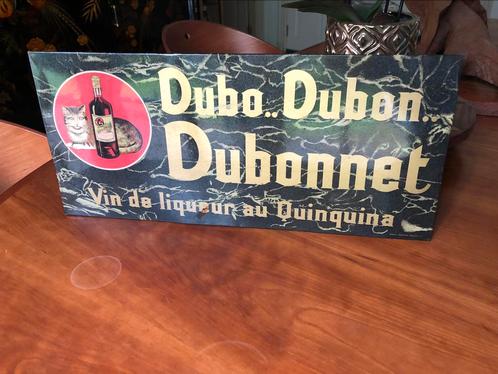 Dubo.. Dubon..
Dubonnet
Vin de liqueur au Quinquina